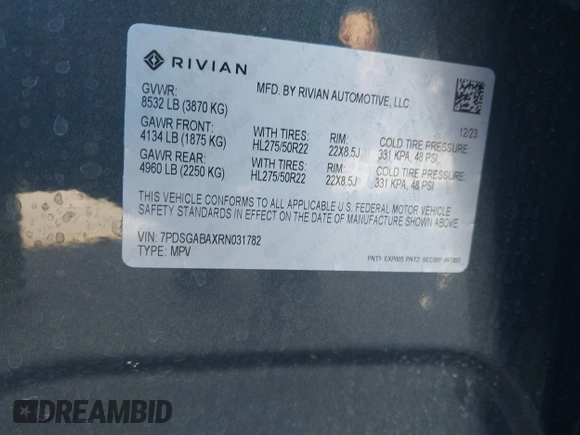 RIVIAN
MFD. BY RIVIAN AUTOMOTIVE, LLC
12/23
GVWR:
8532 LB (3870 KG)
GAWR FRONT:
4134 LB (1875 KG)
WITH TIRES:
HL275/50R22
RIM:
22X8.5J
COLD TIRE PRESSURE:
331 KPA, 48 PSI,
GAWR REAR:
4960 LB (2250 KG)
WITH TIRES:
HL275/50R22
RIM:
22X8.5J
COLD TIRE PRESSURE:
331 KPA, 48 PSI,
THIS VEHICLE CONFORMS TO ALL APPLICABLE U.S. FEDERAL MOTOR VEHICLE
SAFETY STANDARDS IN EFFECT ON THE DATE OF MANUFACTURE SHOWN ABOVE.
VIN: 7PDSGABAXRN031782
TYPE: MPV
PNT1: EXP005 PNT2:
DREAMBID